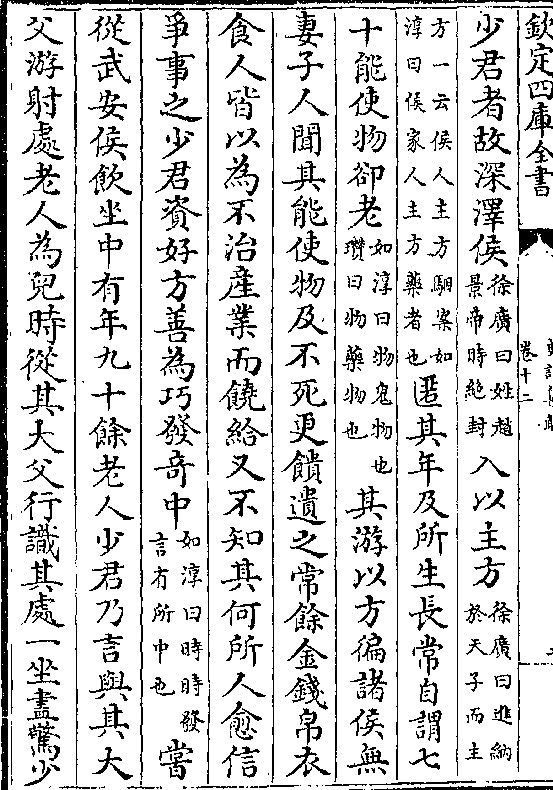 欽定四庫全書
卷十二
少君者故深澤侯徐廣曰姓趙景帝時絶封入以主方徐廣曰進納於天子而主
方一云侯人主方駰案如淳曰侯家人主方藥者也匿其年及所生長常自謂七
十能使物卻老如淳曰物鬼物也瓚曰物藥物也其游以方徧諸侯無
妻子人聞其能使物及不死更饋遺之常餘金錢帛衣
食人皆以為不治産業而饒給又不知其何所人愈信
爭事之少君資好方善為巧發奇中如淳曰時時發言有所中也嘗
從武安侯飲坐中有年九十餘老人少君乃言與其大
父游射處老人為兒時從其大父行識其處一坐盡驚少